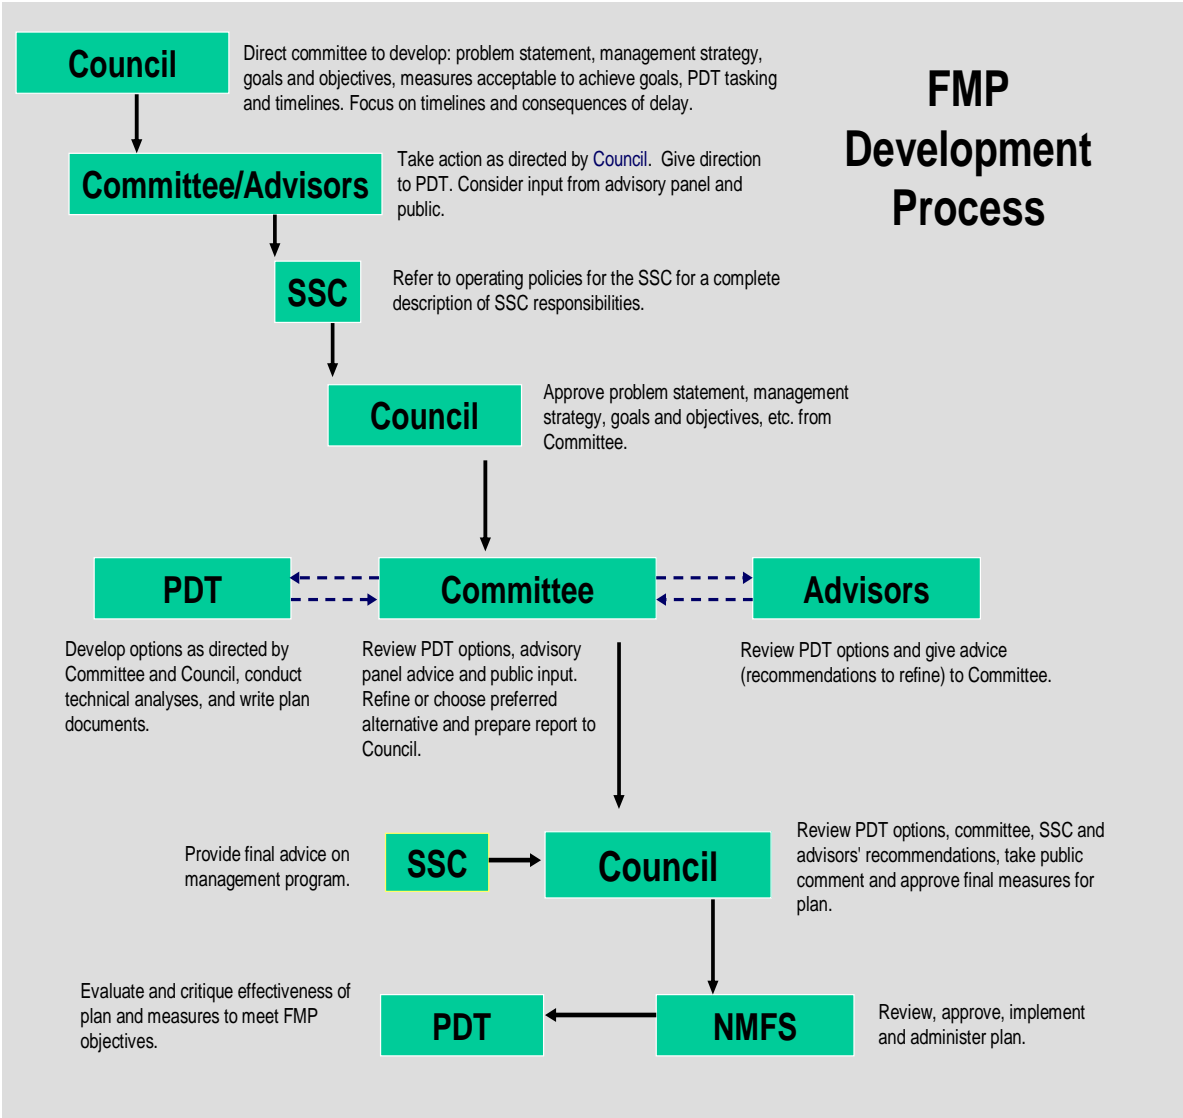 Council
Direct committee to develop: problem statement, management strategy,
goals and objectives, measures acceptable to achieve goals, PDT tasking
and timelines. Focus on timelines and consequences of delay.
FMP
Development
Process
Committee/Advisors
Take action as directed by Council.  Give direction
to PDT. Consider input from advisory panel and
public.
SSC
Refer to operating policies for the SSC for a complete
description of SSC responsibilities.
Council
Approve problem statement, management
strategy, goals and objectives, etc. from
Committee.
PDT
Committee
Advisors
Develop options as directed by
Committee and Council, conduct
technical analyses, and write plan
documents.
Review PDT options, advisory
panel advice and public input.
Refine or choose preferred
alternative and prepare report to
Council.
Review PDT options and give advice
(recommendations to refine) to Committee.
Provide final advice on
management program.
SSC
Council
Review PDT options, committee, SSC and
advisors' recommendations, take public
comment and approve final measures for
plan.
Evaluate and critique effectiveness of
plan and measures to meet FMP
objectives.
PDT
NMFS
Review, approve, implement
and administer plan.